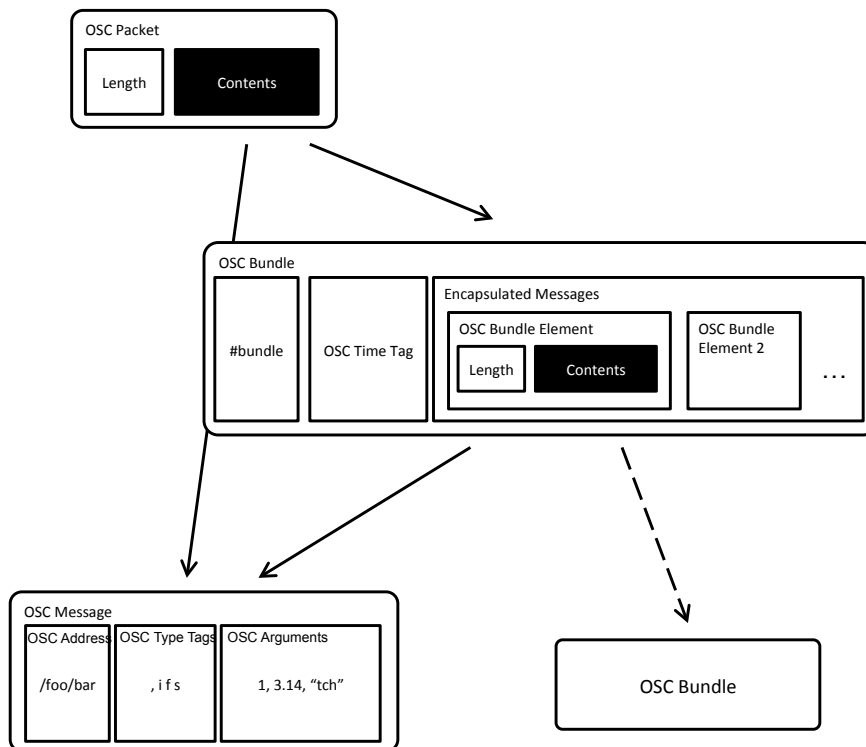 OSC Packet
Length
Contents
OSC Bundle
#bundle
OSC Time Tag
Encapsulated Messages
OSC Bundle Element
Length
Contents
OSC Bundle
Element 2
...
OSC Message
OSC Address
/foo/bar
OSC Type Tags
, i f s
OSC Arguments
1, 3.14, “tch”
OSC Bundle